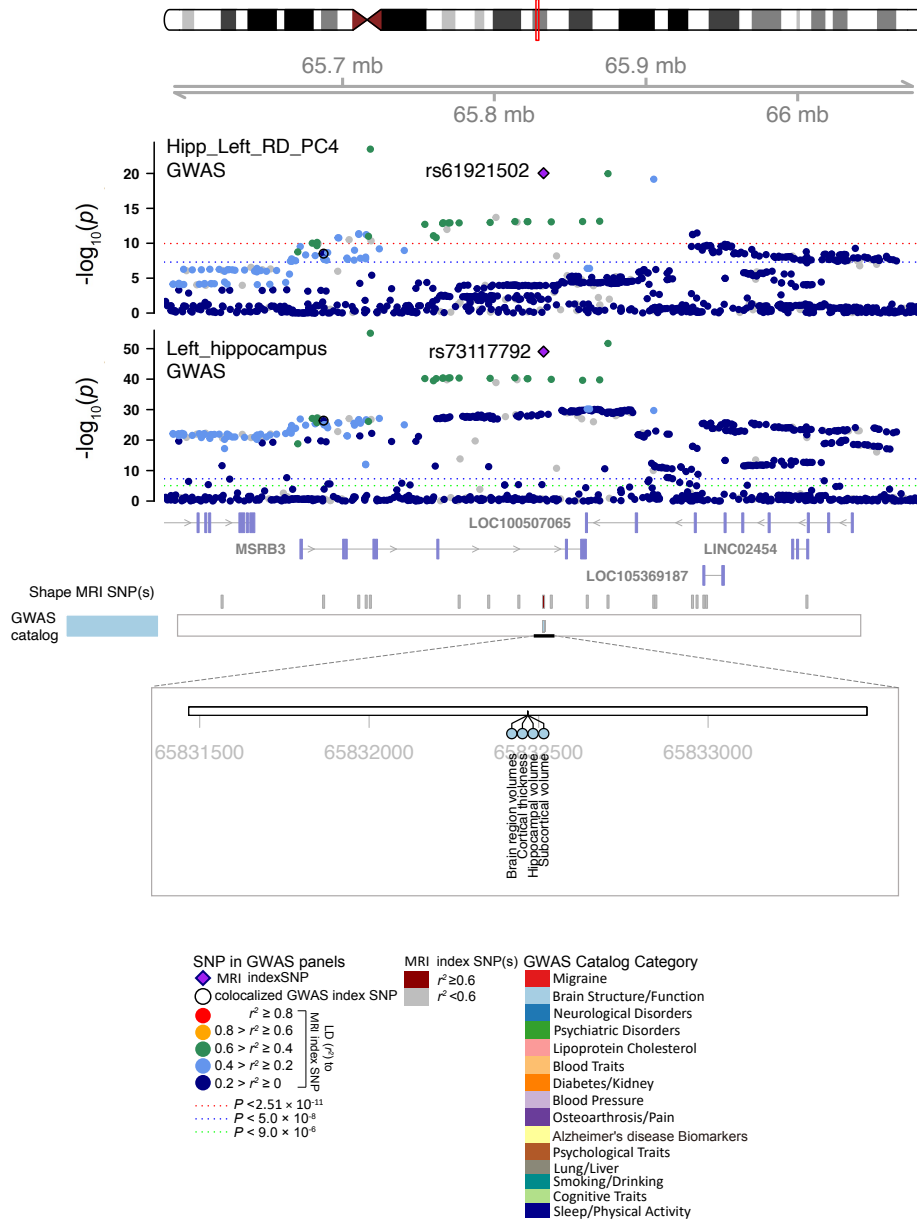 65.7 mb
65.9 mb
65.8 mb
66 mb
Hipp_Left_RD_PC4
GWAS
rs61921502
20
15
10
5
0
-log10(p)
Left_hippocampus
GWAS
rs73117792
50
40
30
20
10
0
-log10(p)
LOC100507065
MSRB3
LINC02454
LOC105369187
Shape MRI SNP(s)
GWAS
catalog
65831500
65832000
65832500
65833000
Brain region volumes
Cortical thickness
Hippocampal volume
Subcortical volume
SNP in GWAS panels
MRI indexSNP
colocalized GWAS index SNP
r² ≥ 0.8
0.8 > r² ≥ 0.6
0.6 > r² ≥ 0.4
0.4 > r² ≥ 0.2
0.2 > r² ≥ 0
LD (r²) to
MRI index SNP
P <2.51 × 10⁻¹¹
P < 5.0 × 10⁻⁸
P < 9.0 × 10⁻⁶
MRI index SNP(s)
r² ≥0.6
r² <0.6
GWAS Catalog Category
Migraine
Brain Structure/Function
Neurological Disorders
Psychiatric Disorders
Lipoprotein Cholesterol
Blood Traits
Diabetes/Kidney
Blood Pressure
Osteoarthrosis/Pain
Alzheimer's disease Biomarkers
Psychological Traits
Lung/Liver
Smoking/Drinking
Cognitive Traits
Sleep/Physical Activity